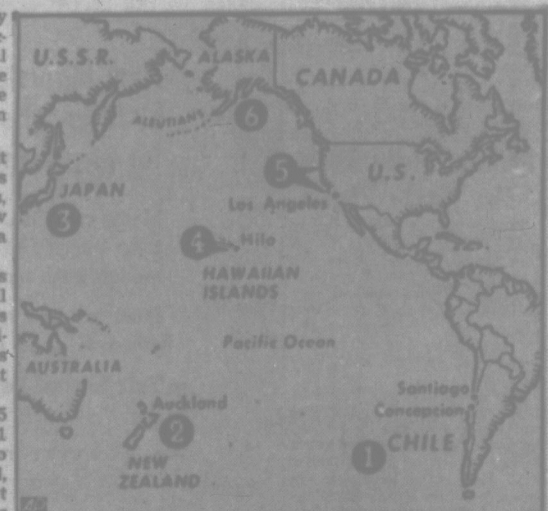 U.S.S.R.
ALASKA
CANADA
ALEUTIANS
6
5
U.S.
JAPAN
Los Angeles
3
4
Hilo
HAWAIIAN
ISLANDS
Pacific Ocean
AUSTRALIA
Santiago
Auckland
Concepcion
2
1
CHILE
NEW
ZEALAND